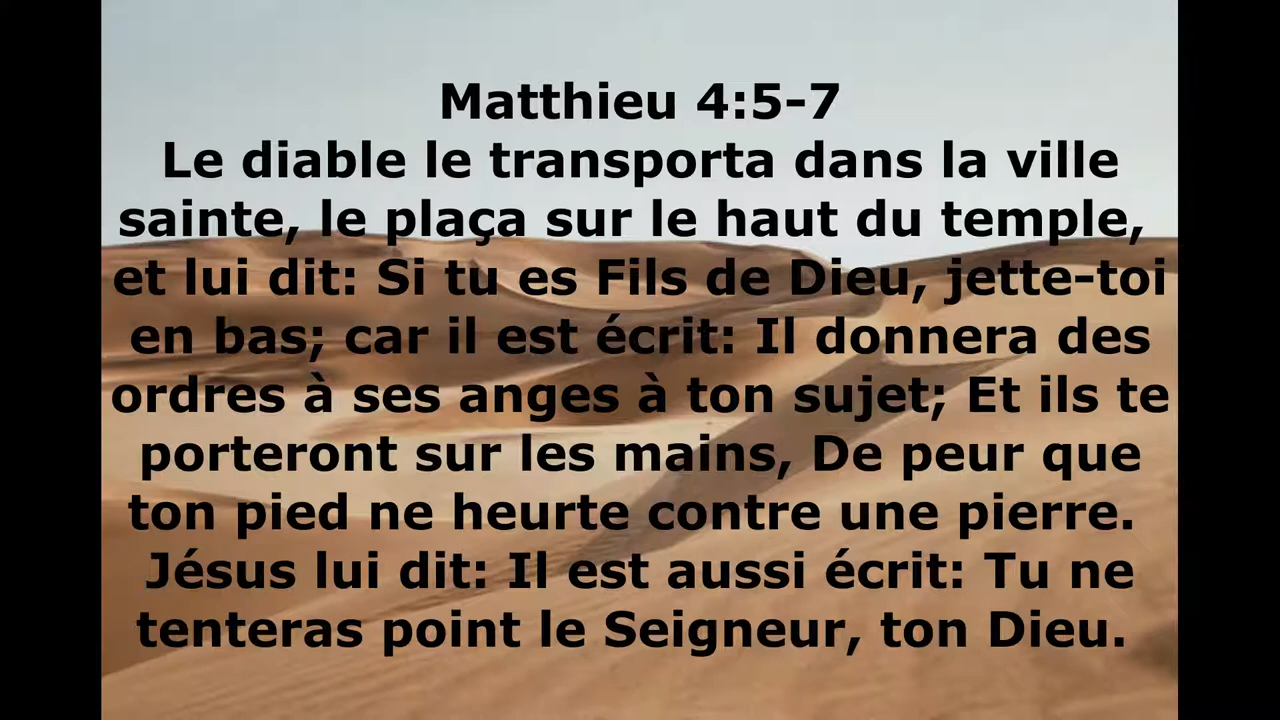 Matthieu 4:5-7
Le diable le transporta dans la ville
sainte, le plaça sur le haut du temple,
et lui dit: Si tu es Fils de Dieu, jette-toi
en bas; car il est écrit: Il donnera des
ordres à ses anges à ton sujet; Et ils te
porteront sur les mains, De peur que
ton pied ne heurte contre une pierre.
Jésus lui dit: Il est aussi écrit: Tu ne
tenteras point le Seigneur, ton Dieu.